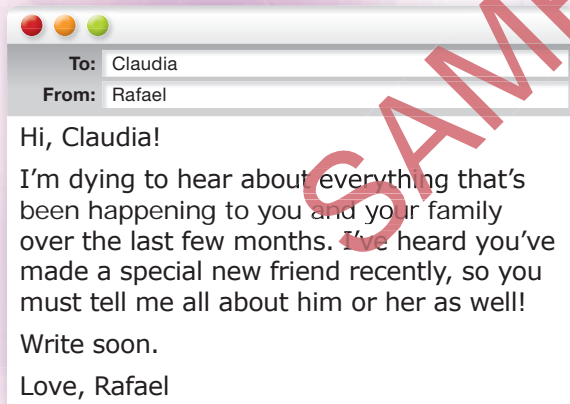 To: Claudia
From: Rafael
Hi, Claudia!
I'm dying to hear about everything that's
been happening to you and your family
over the last few months. I've heard you've
made a special new friend recently, so you
must tell me all about him or her as well!
Write soon.
Love, Rafael